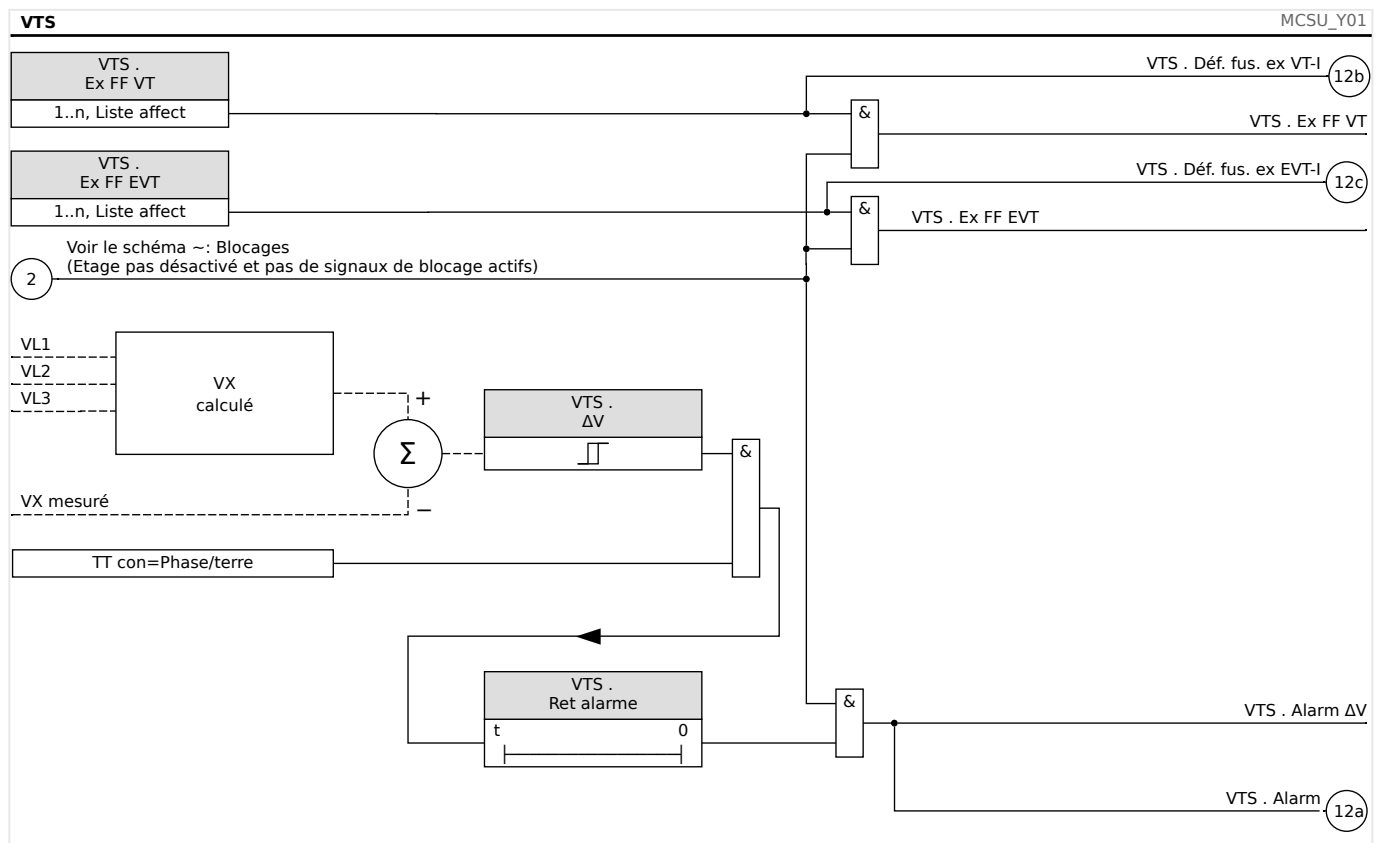 VTS
MCSU_Y01
VTS .
Ex FF VT
1..n, Liste affect
VTS . Déf. fus. ex VT-I
12b
&
VTS . Ex FF VT
VTS .
Ex FF EVT
1..n, Liste affect
VTS . Déf. fus. ex EVT-I
12c
&
VTS . Ex FF EVT
Voir le schéma ~: Blocages
(Etage pas désactivé et pas de signaux de blocage actifs)
2
VL1
VL2
VL3
VX
calculé
+
Σ
−
VTS .
ΔV
&
VX mesuré
TT con=Phase/terre
VTS .
Ret alarme
t
0
&
VTS . Alarm ΔV
VTS . Alarm
12a